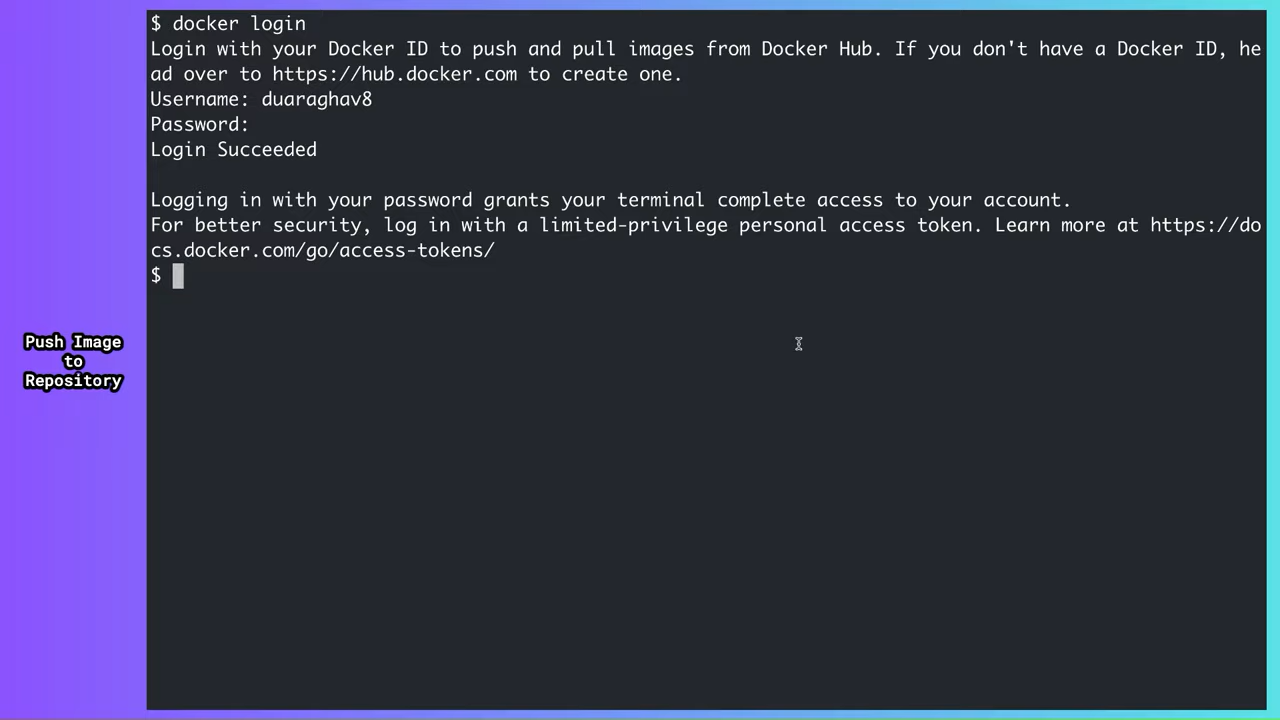 $ docker login
Login with your Docker ID to push and pull images from Docker Hub. If you don't have a Docker ID, he
ad over to https://hub.docker.com to create one.
Username: duaraghav8
Password:
Login Succeeded
Logging in with your password grants your terminal complete access to your account.
For better security, log in with a limited-privilege personal access token. Learn more at https://do
cs.docker.com/go/access-tokens/
$
Push Image
to
Repository